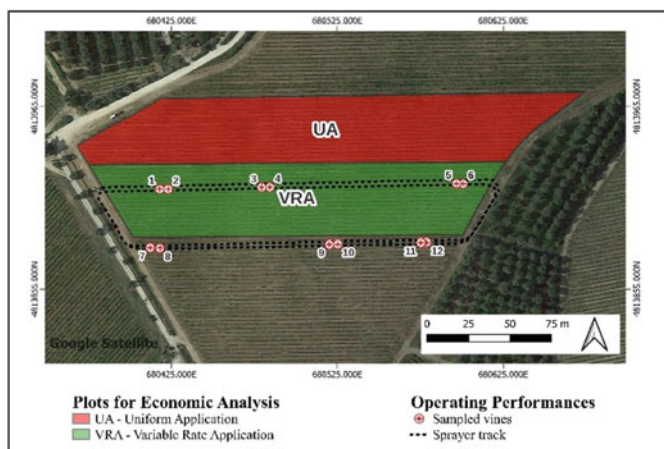 680425.000E 680525.000E 680625.000E
4813965.000N 4813965.000N
UA
1 2 3 4 5 6
VRA
7 8 9 10 11 12
4813855.000N 4813855.000N
0 25 50 75 m
Google Satellite
680425.000E 680525.000E 680625.000E
Plots for Economic Analysis
UA - Uniform Application
VRA - Variable Rate Application
Operating Performances
Sampled vines
Sprayer track